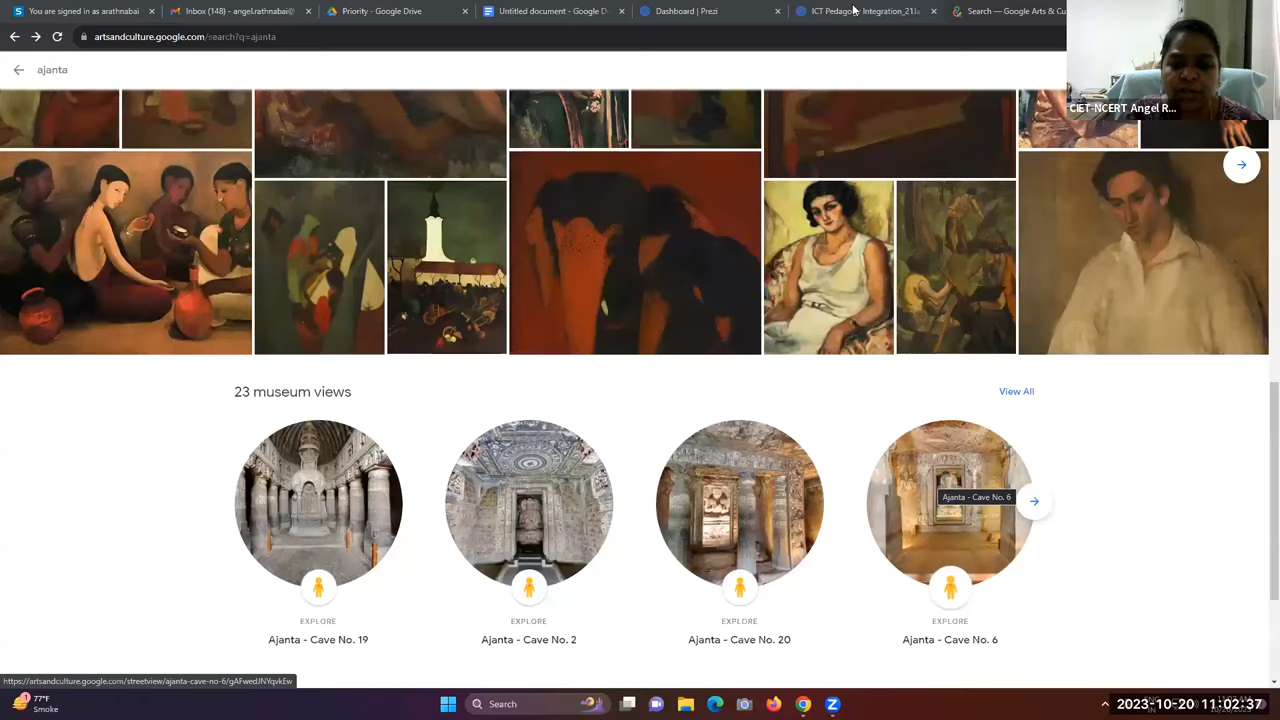 You are signed in as arathnabai
Inbox (148) - angel.rathnabai@
Priority - Google Drive
Untitled document - Google D
Dashboard | Prezi
ICT Pedago
Integration_21Ja
Search — Google Arts & Cu
artsandculture.google.com/search?q=ajanta
ajanta
CIET-NCERT Angel R...
23 museum views
View All
Ajanta - Cave No. 6
EXPLORE
EXPLORE
EXPLORE
EXPLORE
Ajanta - Cave No. 19
Ajanta - Cave No. 2
Ajanta - Cave No. 20
Ajanta - Cave No. 6
https://artsandculture.google.com/streetview/ajanta-cave-no-6/gAFwedJNYqvkEw
77°F
Smoke
Search
2023-10-20 11:02:37